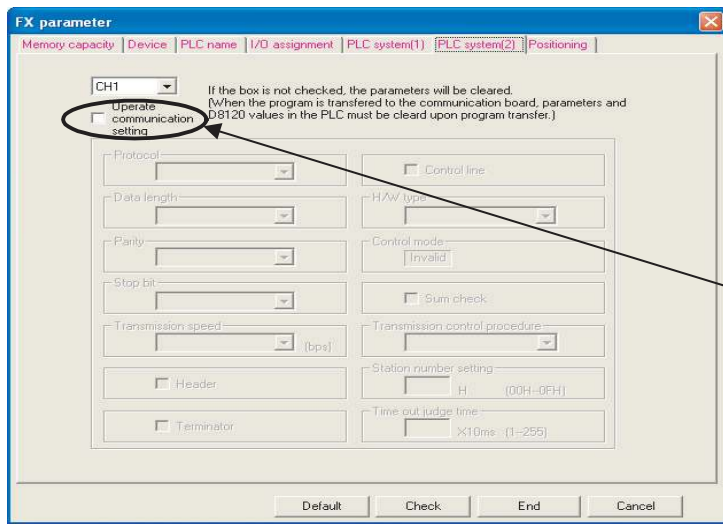 FX parameter
Memory capacity Device PLC name I/O assignment PLC system(1) PLC system(2) Positioning
CH1
If the box is not checked, the parameters will be cleared.
(When the program is transfered to the communication board, parameters and
D8120 values in the PLC must be cleard upon program transfer.)
Operate
communication
setting
Protocol
Control line
Data length
H/W type
Parity
Control mode
Invalid
Stop bit
Sum check
Transmission speed
(bps)
Transmission control procedure
Header
Station number setting
H (00H--0FH)
Terminator
Time out judge time
X10ms (1--255)
Default Check End Cancel